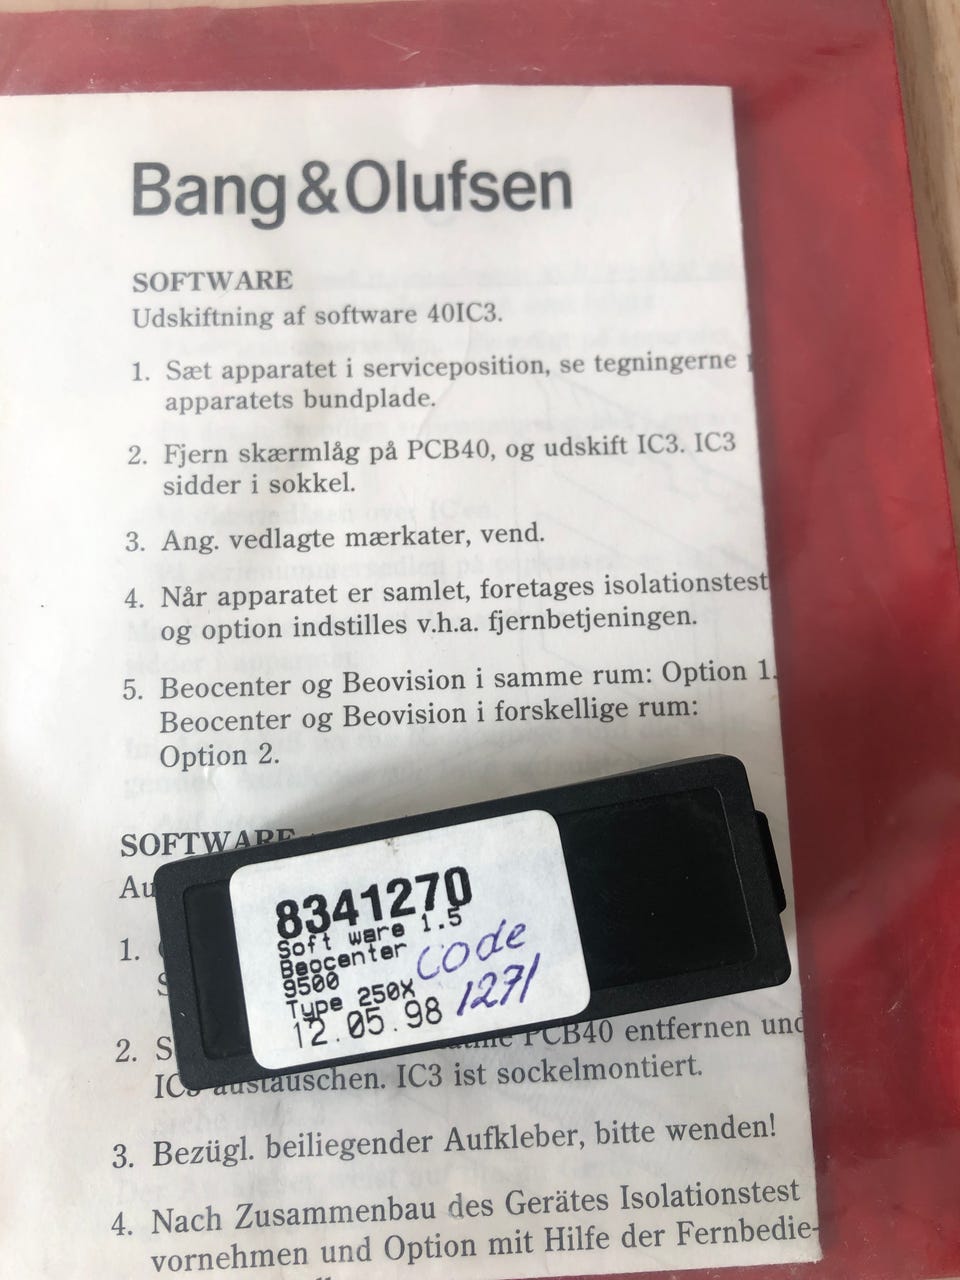 Bang & Olufsen
SOFTWARE
Udskiftning af software 40IC3.
1. Sæt apparatet i serviceposition, se tegningerne
apparatets bundplade.
2. Fjern skærmlåg på PCB40, og udskift IC3. IC3
sidder i sokkel.
3. Ang. vedlagte mærkater, vend.
4. Når apparatet er samlet, foretages isolationstest
og option indstilles v.h.a. fjernbetjeningen.
5. Beocenter og Beovision i samme rum: Option 1.
Beocenter og Beovision i forskellige rum:
Option 2.
SOFTWARE
Au
1.
8341270
Soft ware 1.5
Beocenter
9500
Type 250X
12.05.98
code
1271
2. S PCB40 entfernen und
austauschen. IC3 ist sockelmontiert.
3. Bezügl. beiliegender Aufkleber, bitte wenden!
4. Nach Zusammenbau des Gerätes Isolationstest
vornehmen und Option mit Hilfe der Fernbedie-